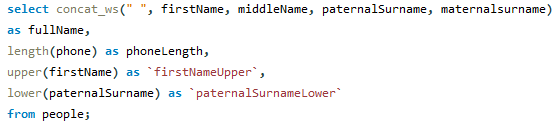 select concat_ws(" ", firstName, middleName, paternalSurname, maternalsurname)
as fullName,
length(phone) as phoneLength,
upper(firstName) as `firstNameUpper`,
lower(paternalSurname) as `paternalSurnameLower`
from people;